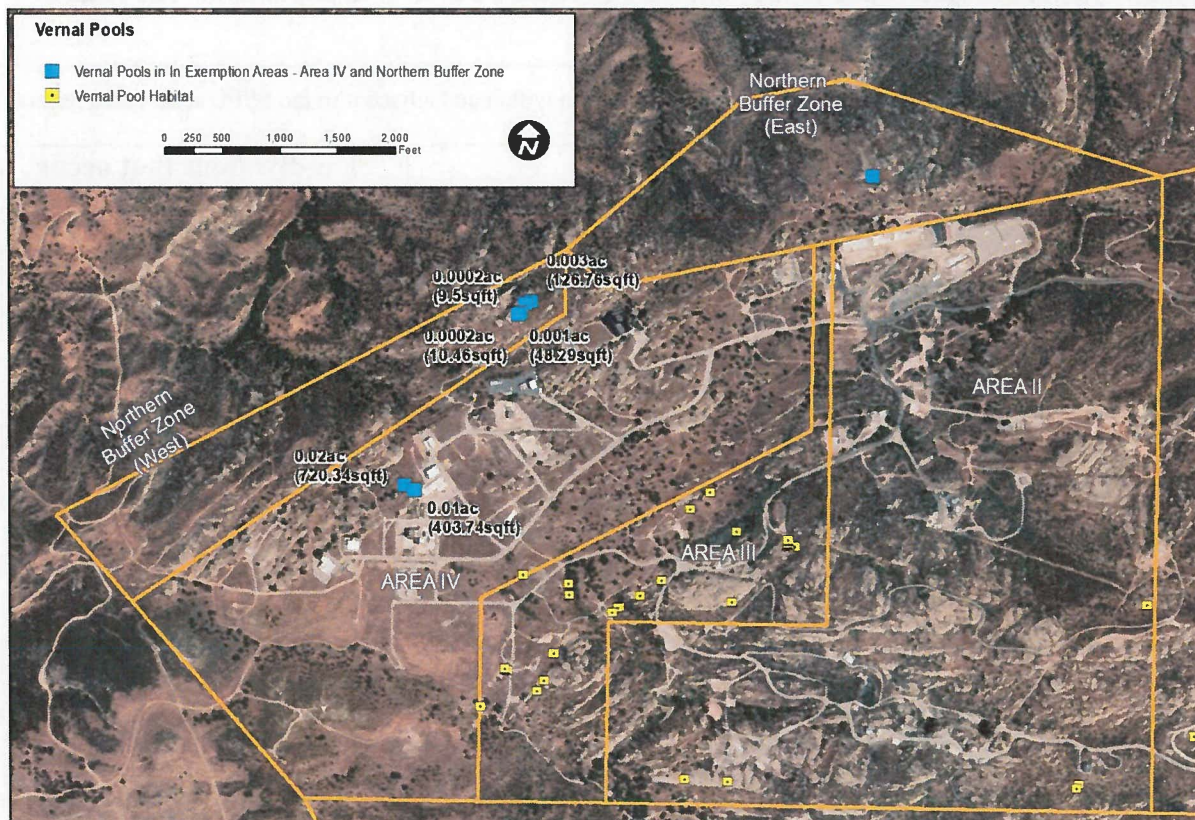 Vernal Pools
Vernal Pools in In Exemption Areas - Area IV and Northern Buffer Zone
Vernal Pool Habitat
0 250 500 1,000 1,500 2,000
Feet
N
Northern
Buffer Zone
(East)
0.0002ac
(9.5sqft)
0.003ac
(126.76sqft)
0.0002ac
(10.46sqft)
0.001ac
(48.29sqft)
AREA II
Northern
Buffer Zone
(West)
0.02ac
(720.34sqft)
0.01ac
(403.74sqft)
AREA III
AREA IV